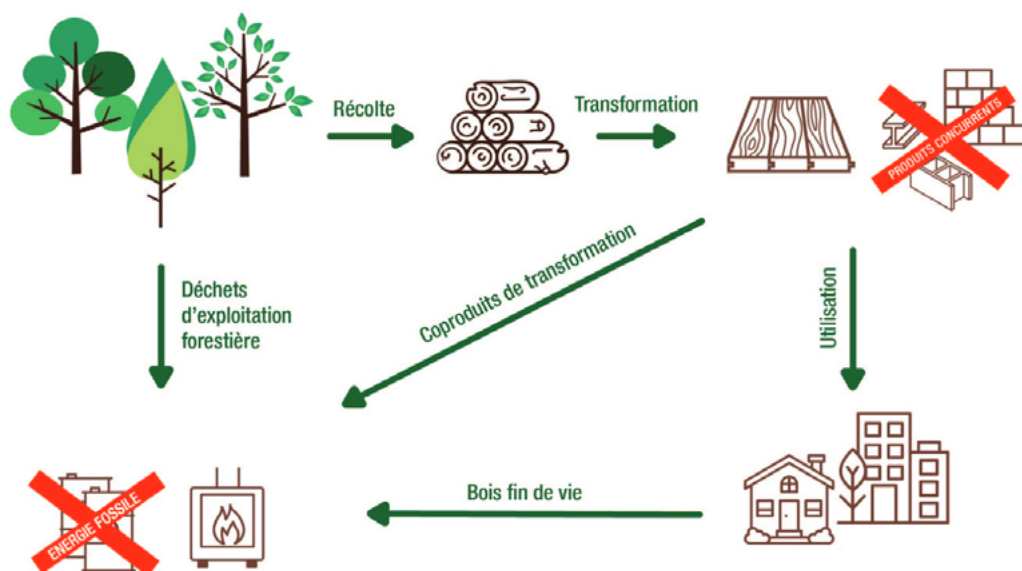 Récolte
Transformation
PRODUITS CONCURRENTS
Déchets
d'exploitation
forestière
Coproduits de transformation
Utilisation
ENERGIE FOSSILE
Bois fin de vie